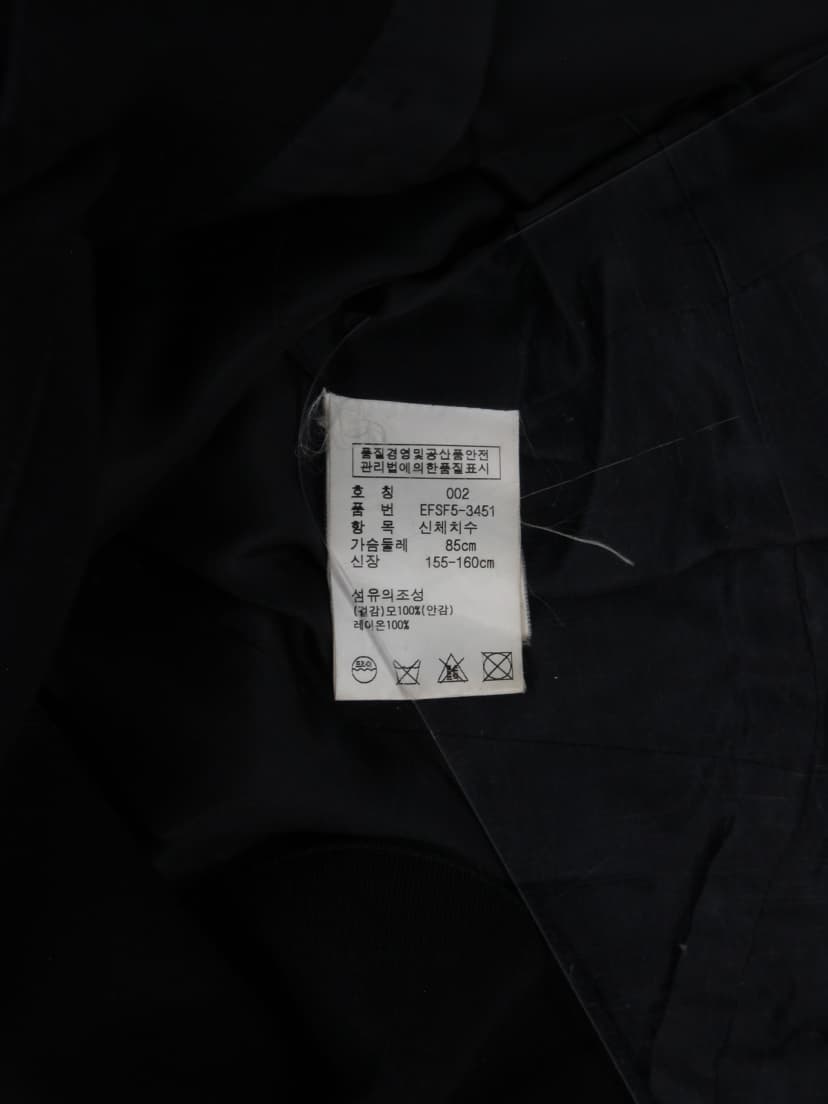 품질경영및공산품안전
관리법에의한품질표시
호 칭 002
품 번 EFSF5-3451
항 목 신체치수
가슴둘레 85cm
신장 155-160cm
섬유의조성
(겉감)모100%(안감)
레이온100%